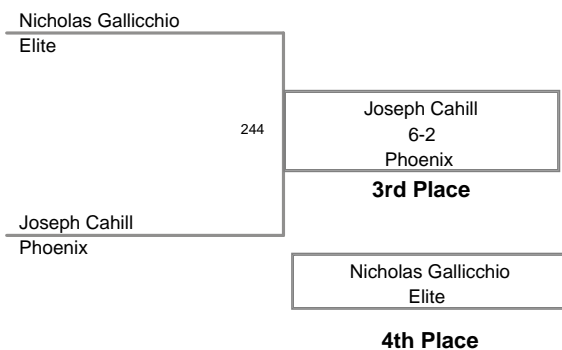 Nicholas Gallicchio
Elite
244
Joseph Cahill
6-2
Phoenix
3rd Place
Joseph Cahill
Phoenix
Nicholas Gallicchio
Elite
4th Place